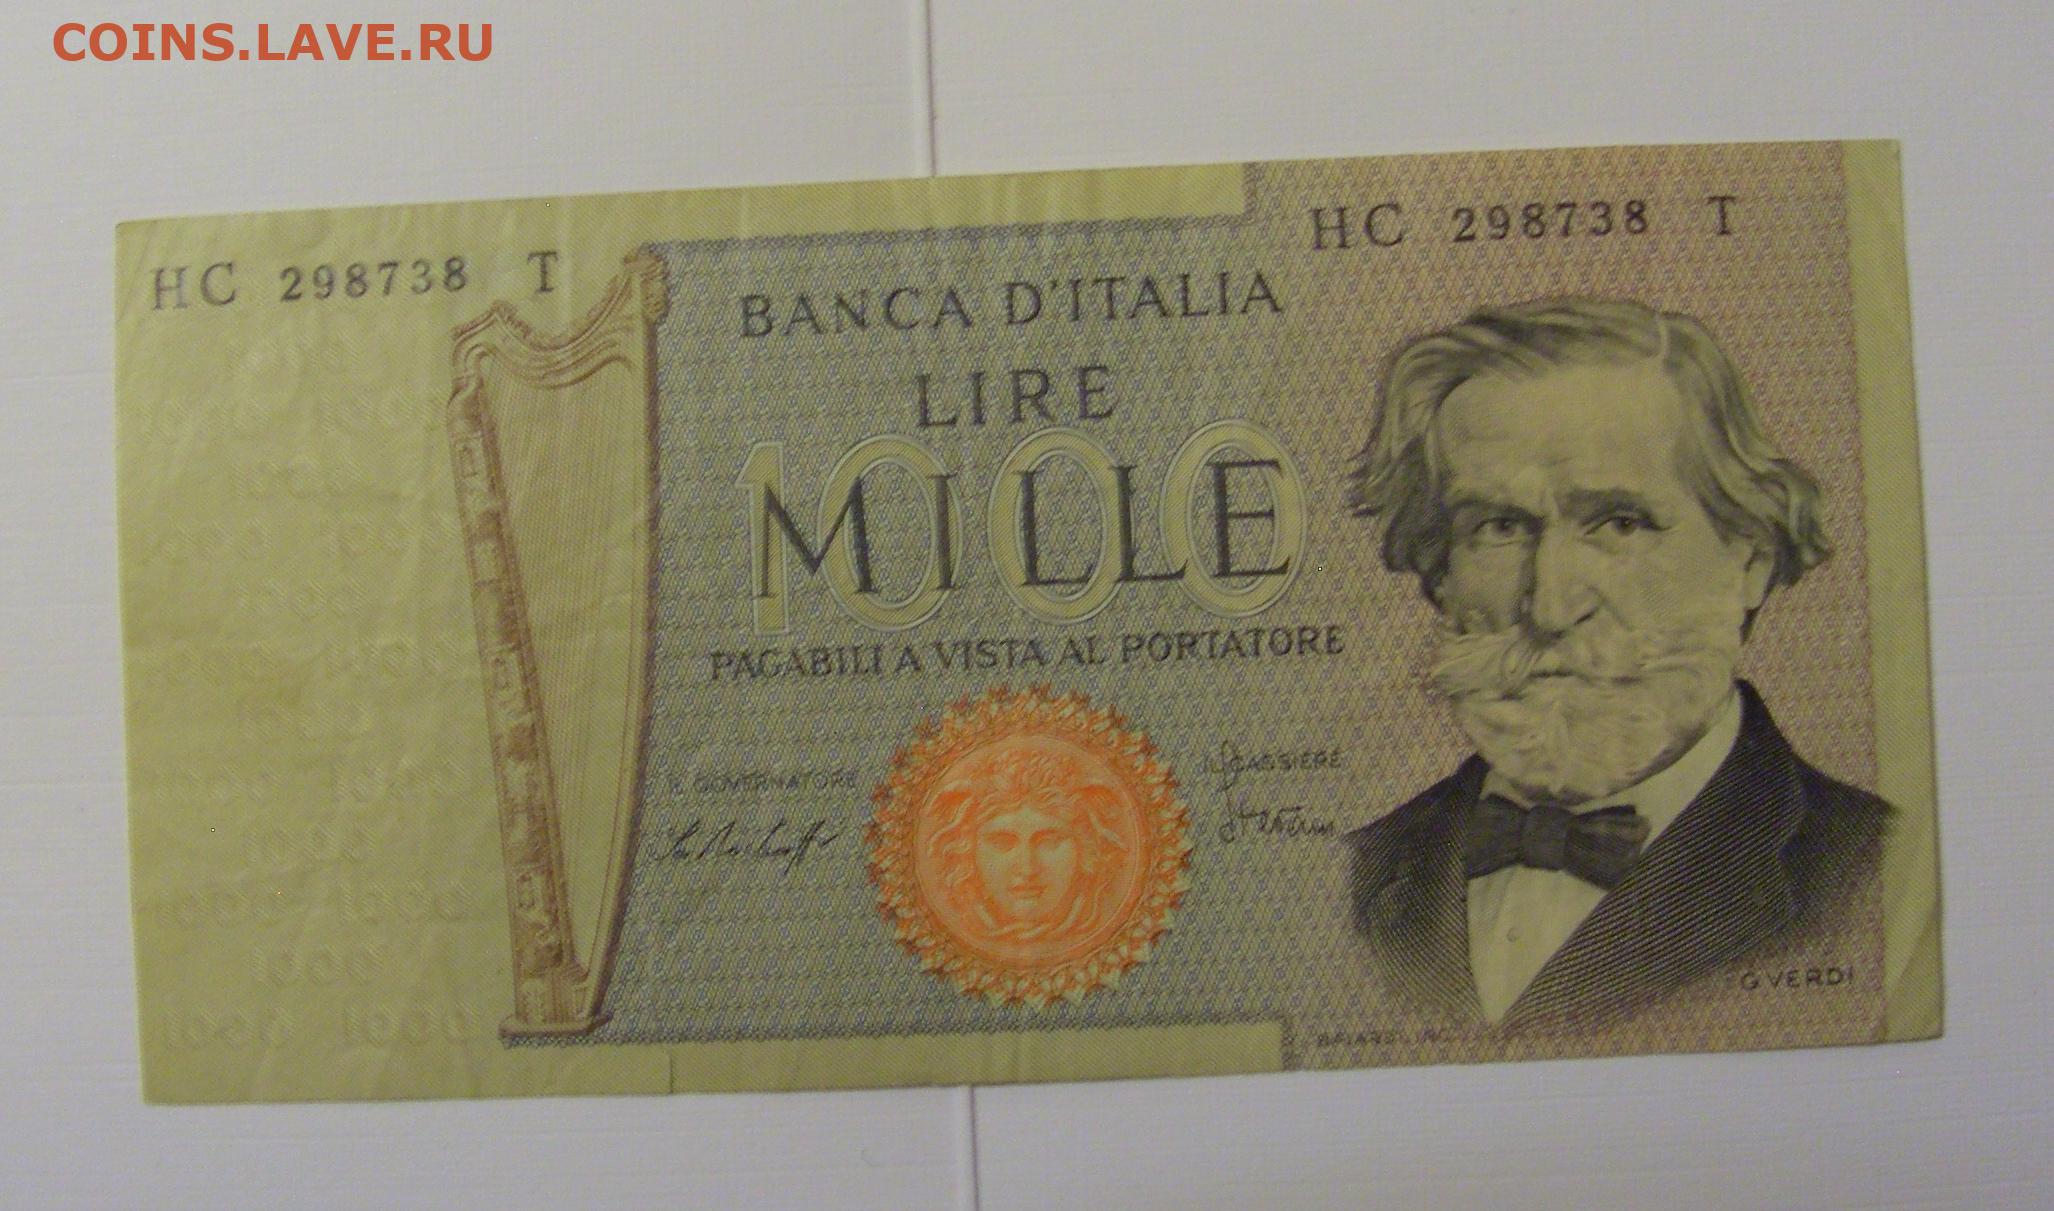 COINS.LAVE.RU
HC 298738 T
HC 298738 T
BANCA D'ITALIA
LIRE
1000
MILLE
PAGABILI A VISTA AL PORTATORE
IL GOVERNATORE
IL CASSIERE
G VERDI